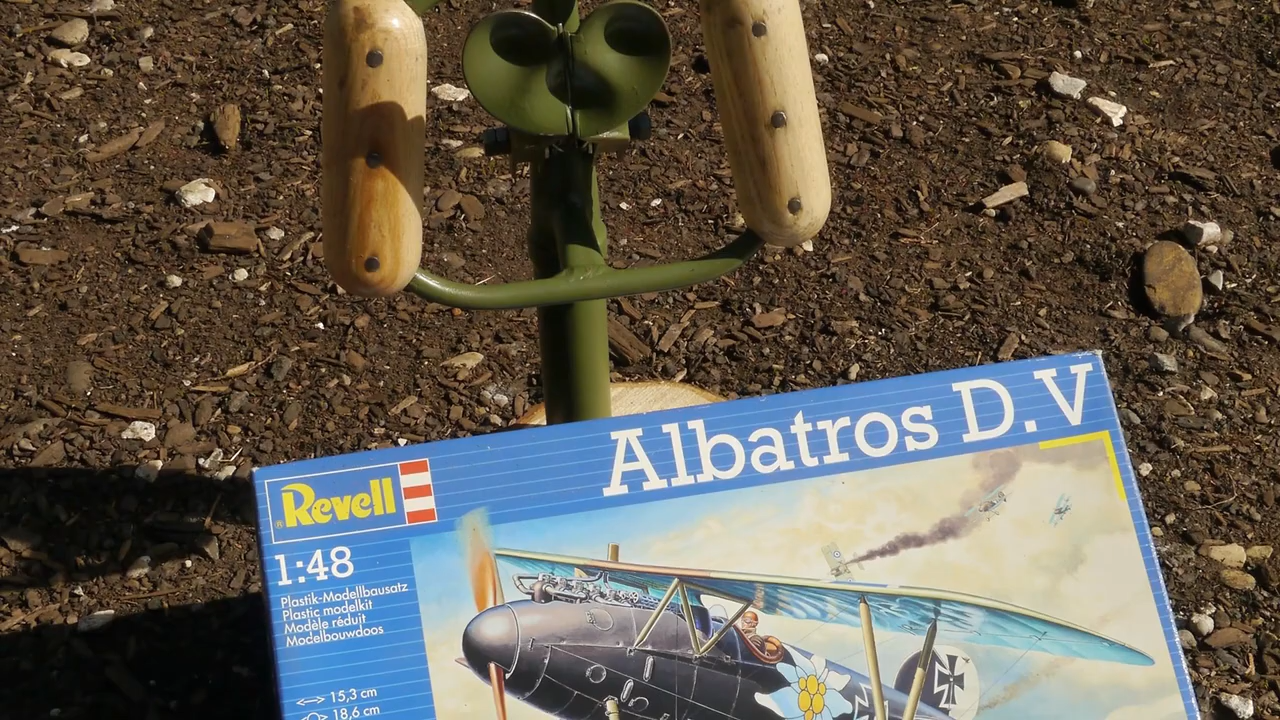 Albatros D.V
®Revell
1:48
Plastik-Modellbausatz
Plastic modelkit
Modèle réduit
Modelbouwdoos
15,3 cm
18,6 cm